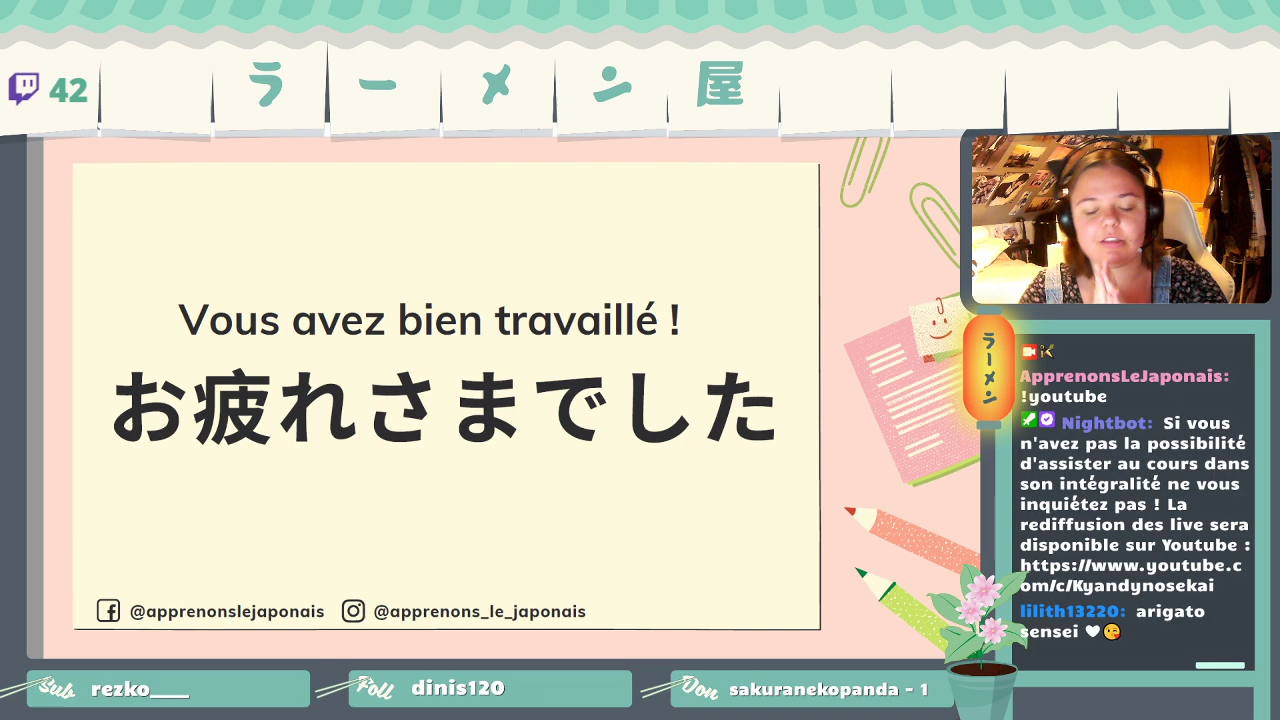 42
ラーメン屋
Vous avez bien travaillé !
お疲れさまでした
@apprenonslejaponais @apprenons_le_japonais
ラーメン
ApprenonsLeJaponais:
!youtube
Nightbot: Si vous
n'avez pas la possibilité
d'assister au cours dans
son intégralité ne vous
inquiétez pas ! La
rediffusion des live sera
disponible sur Youtube :
https://www.youtube.c
om/c/Kyandynosekai
lilith13220: arigato
sensei
Sub rezko___
Foll dinis120
Don sakuranekopanda - 1